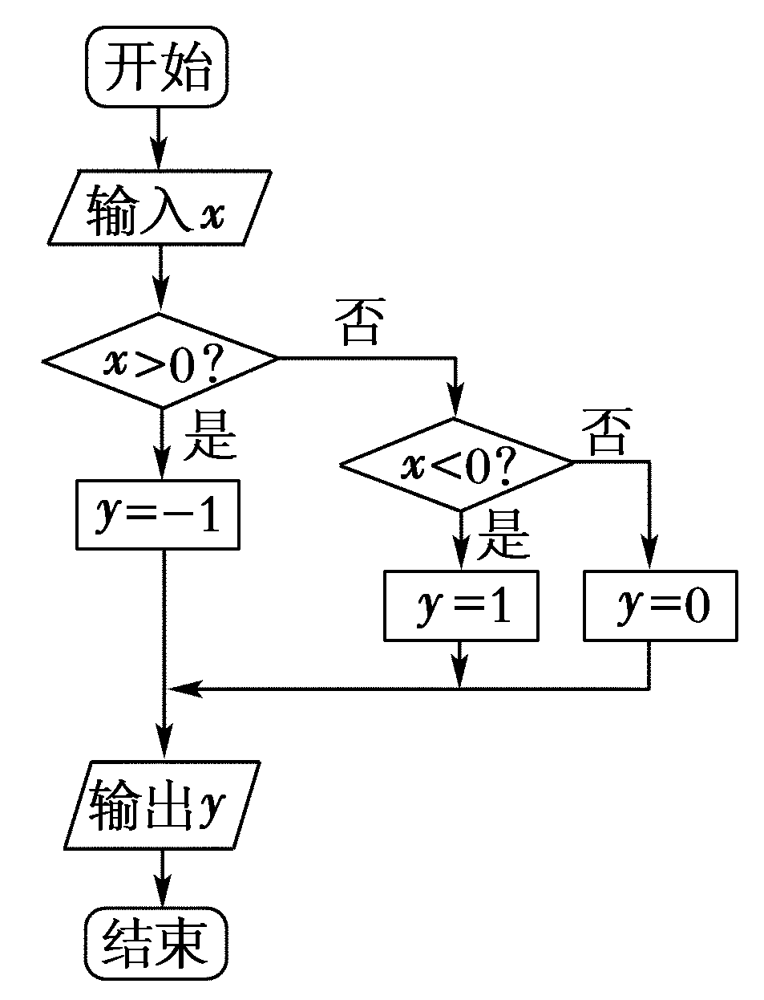 开始
输入x
x>0?
否
是
x<0?
否
y=-1
是
y=1
y=0
输出y
结束